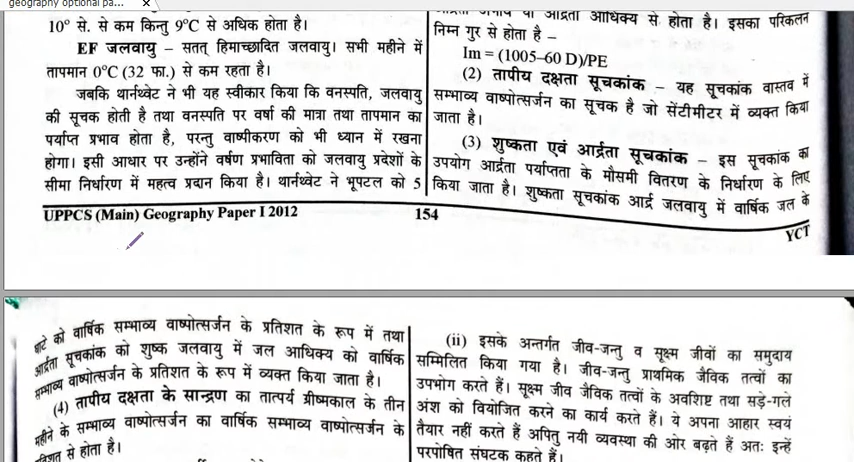 geography optional pa...
10° से. से कम किन्तु 9°C से अधिक होता है।
EF जलवायु – सतत् हिमाच्छादित जलवायु। सभी महीने में
तापमान 0°C (32 फा.) से कम रहता है।
जबकि थार्नथ्वेट ने भी यह स्वीकार किया कि वनस्पति, जलवायु
की सूचक होती है तथा वनस्पति पर वर्षा की मात्रा तथा तापमान का
पर्याप्त प्रभाव होता है, परन्तु वाष्पीकरण को भी ध्यान में रखना
होगा। इसी आधार पर उन्होंने वर्षण प्रभाविता को जलवायु प्रदेशों के
सीमा निर्धारण में महत्व प्रदान किया है। थार्नथ्वेट ने भूपटल को 5
आधिक्य से होता है। इसका परिकलन
निम्न गुर से होता है –
Im = (1005–60 D)/PE
(2) तापीय दक्षता सूचकांक – यह सूचकांक वास्तव में
सम्भाव्य वाष्पोत्सर्जन का सूचक है जो सेंटीमीटर में व्यक्त किया
जाता है।
(3) शुष्कता एवं आर्द्रता सूचकांक – इस सूचकांक का
उपयोग आर्द्रता पर्याप्तता के मौसमी वितरण के निर्धारण के लिए
किया जाता है। शुष्कता सूचकांक आर्द्र जलवायु में वार्षिक जल के
UPPCS (Main) Geography Paper I 2012
154
YCT
घाटे को वार्षिक सम्भाव्य वाष्पोत्सर्जन के प्रतिशत के रूप में तथा
आर्द्रता सूचकांक को शुष्क जलवायु में जल आधिक्य को वार्षिक
सम्भाव्य वाष्पोत्सर्जन के प्रतिशत के रूप में व्यक्त किया जाता है।
(4) तापीय दक्षता के सान्द्रण का तात्पर्य ग्रीष्मकाल के तीन
महीने के सम्भाव्य वाष्पोत्सर्जन का वार्षिक सम्भाव्य वाष्पोत्सर्जन के
प्रतिशत से होता है।
(ii) इसके अन्तर्गत जीव-जन्तु व सूक्ष्म जीवों का समुदाय
सम्मिलित किया गया है। जीव-जन्तु प्राथमिक जैविक तत्वों का
उपभोग करते हैं। सूक्ष्म जीव जैविक तत्वों के अवशिष्ट तथा सड़े-गले
अंश को वियोजित करने का कार्य करते हैं। ये अपना आहार स्वयं
तैयार नहीं करते हैं अपितु नयी व्यवस्था की ओर बढ़ते हैं अतः इन्हें
परपोषित संघटक कहते हैं।